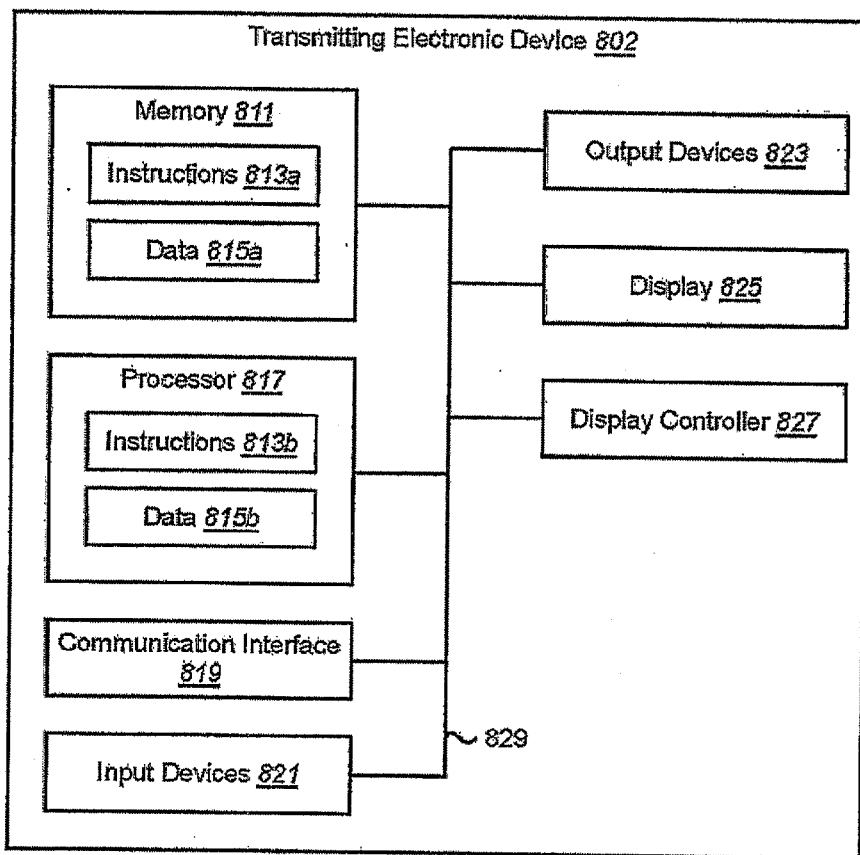 Transmitting Electronic Device 802
Memory 811
Instructions 813a
Data 815a
Processor 817
Instructions 813b
Data 815b
Communication Interface
819
Input Devices 821
Output Devices 823
Display 825
Display Controller 827
829